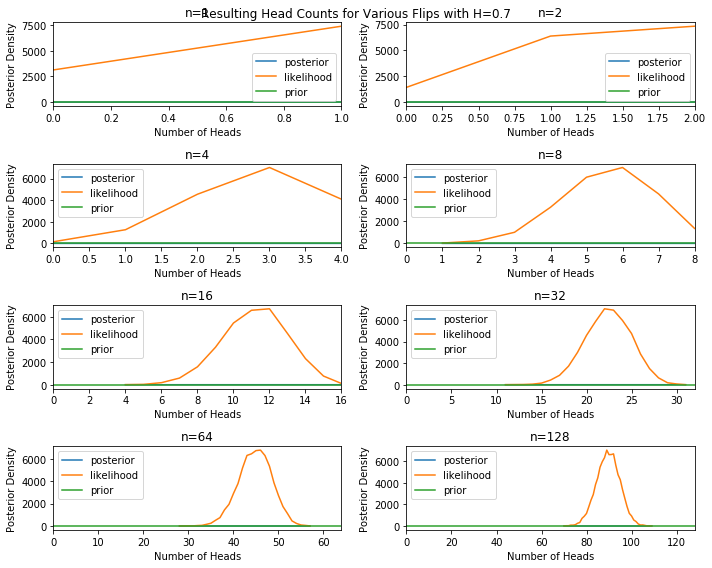 Resulting Head Counts for Various Flips with H=0.7
n=2
7500
5000
2500
0
Posterior Density
posterior
likelihood
prior
0.0 0.2 0.4 0.6 0.8 1.0
Number of Heads
7500
5000
2500
0
Posterior Density
posterior
likelihood
prior
0.00 0.25 0.50 0.75 1.00 1.25 1.50 1.75 2.00
Number of Heads
n=4
6000
4000
2000
0
Posterior Density
posterior
likelihood
prior
0.0 0.5 1.0 1.5 2.0 2.5 3.0 3.5 4.0
Number of Heads
n=8
6000
4000
2000
0
Posterior Density
posterior
likelihood
prior
0 1 2 3 4 5 6 7 8
Number of Heads
n=16
6000
4000
2000
0
Posterior Density
posterior
likelihood
prior
0 2 4 6 8 10 12 14 16
Number of Heads
n=32
6000
4000
2000
0
Posterior Density
posterior
likelihood
prior
0 5 10 15 20 25 30
Number of Heads
n=64
6000
4000
2000
0
Posterior Density
posterior
likelihood
prior
0 10 20 30 40 50 60
Number of Heads
n=128
6000
4000
2000
0
Posterior Density
posterior
likelihood
prior
0 20 40 60 80 100 120
Number of Heads